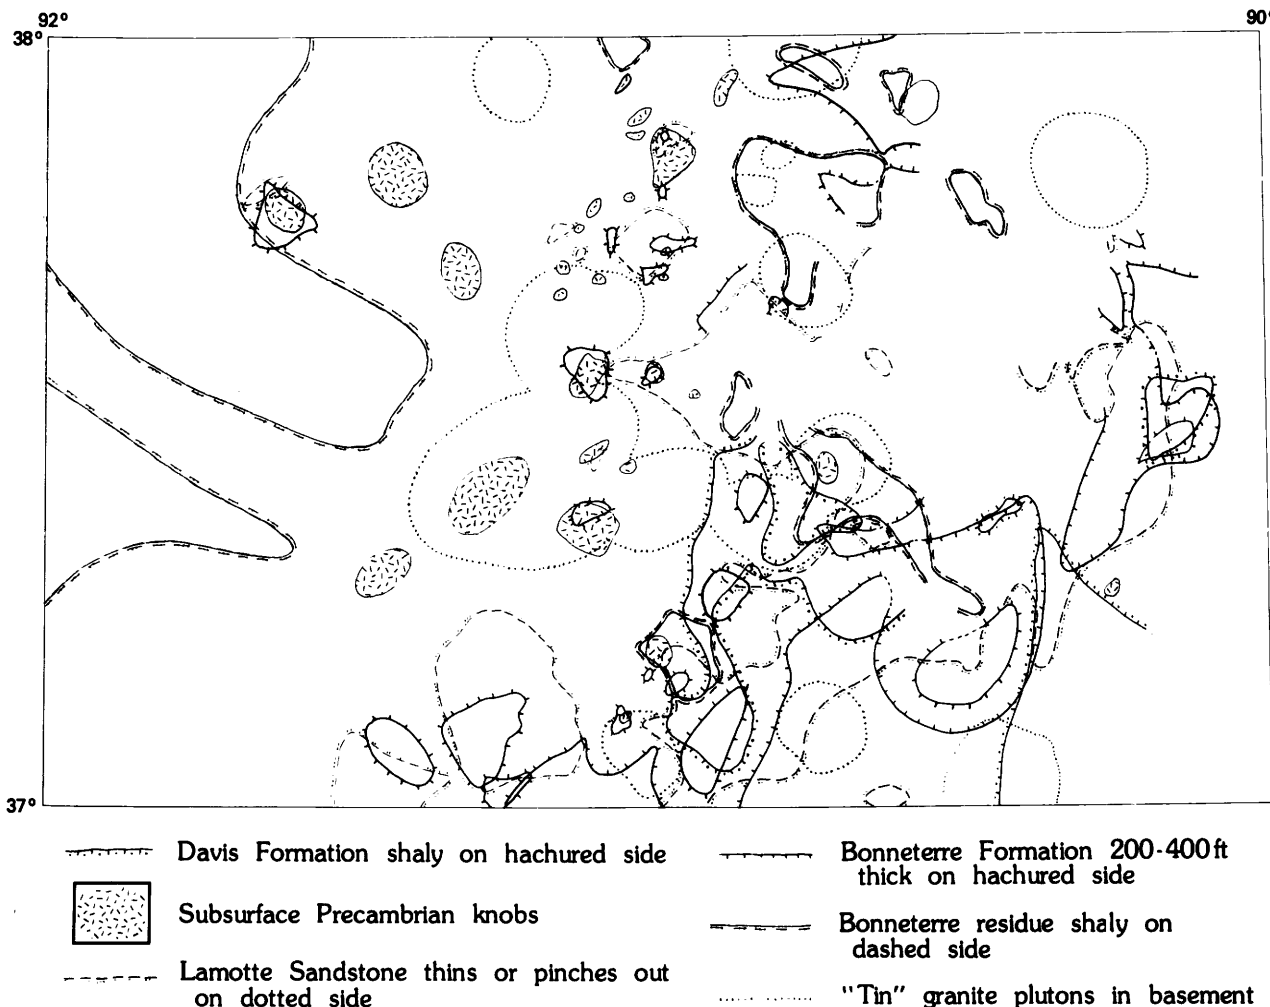 92°
90°
38°
37°
Davis Formation shaly on hachured side
Subsurface Precambrian knobs
Lamotte Sandstone thins or pinches out
on dotted side
Bonneterre Formation 200-400ft
thick on hachured side
Bonneterre residue shaly on
dashed side
"Tin" granite plutons in basement